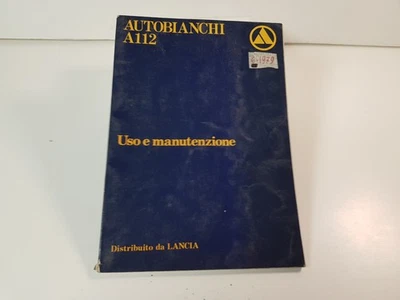 AUTOBIANCHI
A112
Uso e manutenzione
Distribuito da LANCIA